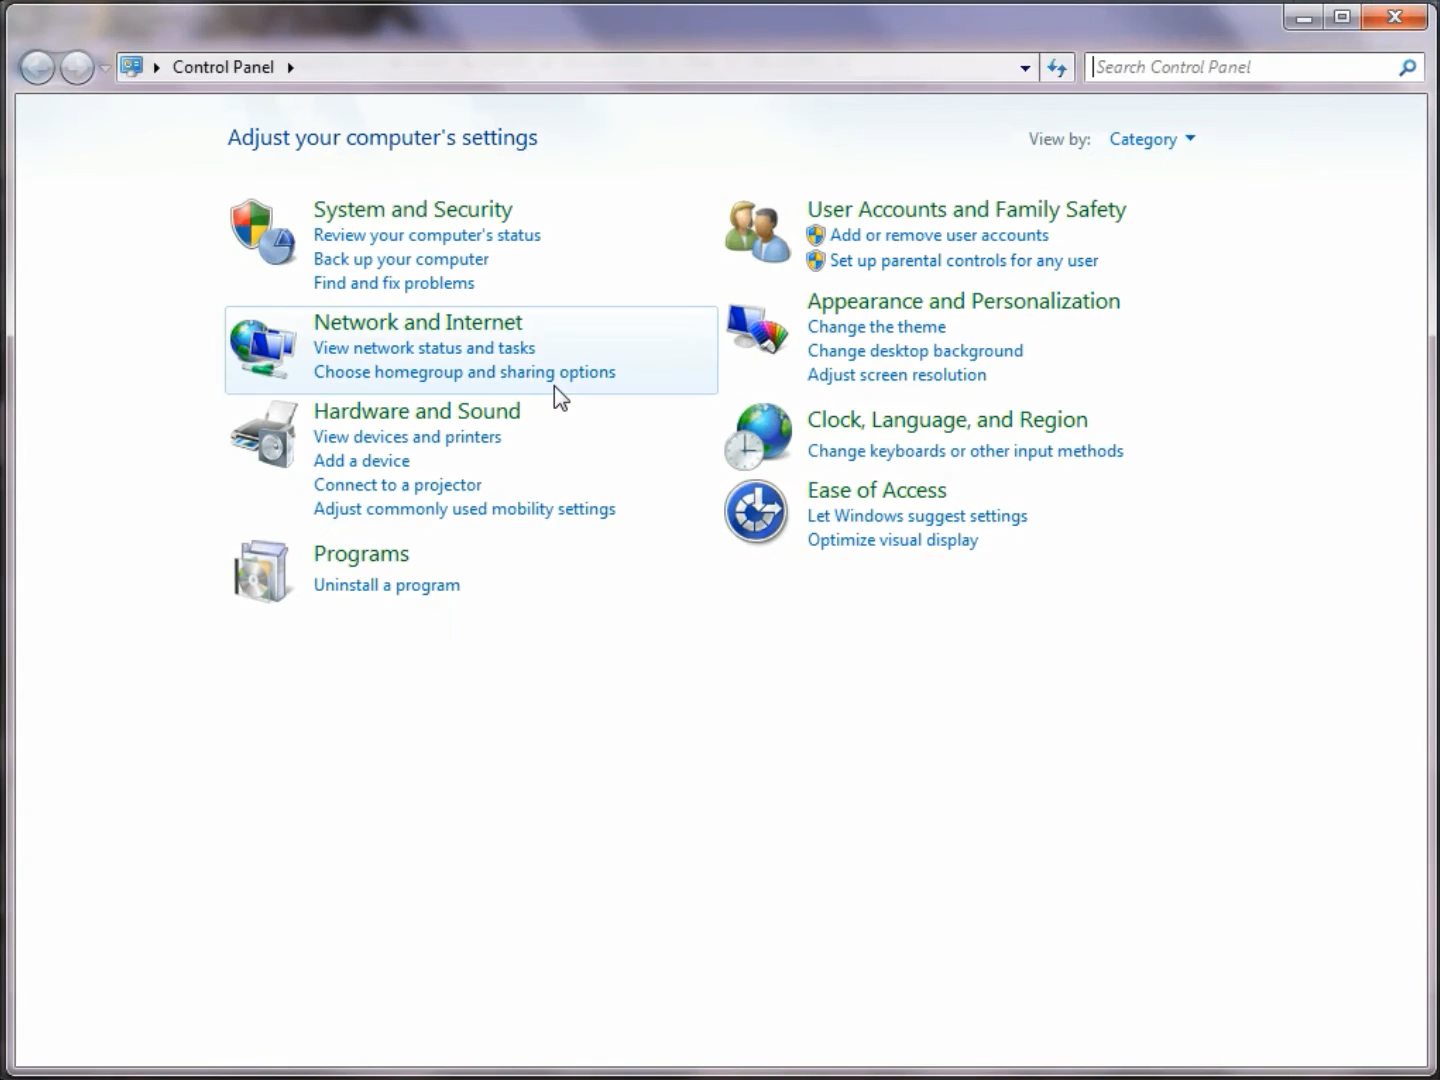 Control Panel
Search Control Panel
Adjust your computer's settings
View by: Category
System and Security
Review your computer's status
Back up your computer
Find and fix problems
Network and Internet
View network status and tasks
Choose homegroup and sharing options
Hardware and Sound
View devices and printers
Add a device
Connect to a projector
Adjust commonly used mobility settings
Programs
Uninstall a program
User Accounts and Family Safety
Add or remove user accounts
Set up parental controls for any user
Appearance and Personalization
Change the theme
Change desktop background
Adjust screen resolution
Clock, Language, and Region
Change keyboards or other input methods
Ease of Access
Let Windows suggest settings
Optimize visual display